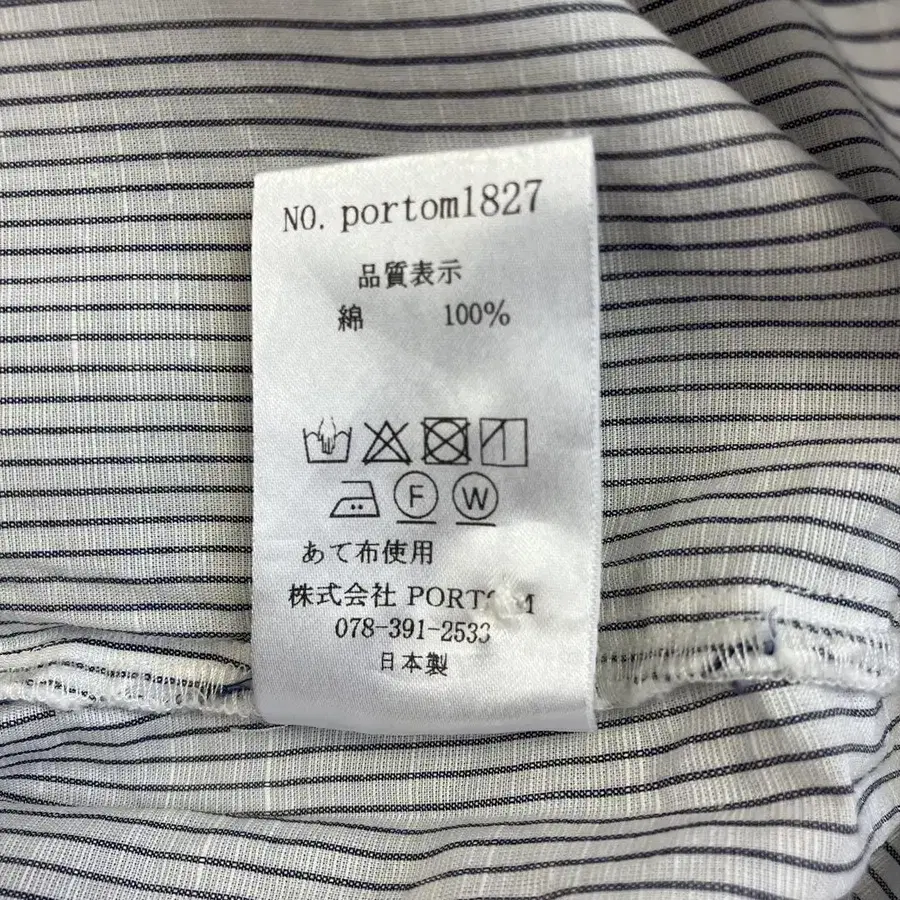 NO. portom1827
品質表示
綿 100%
F W
あて布使用
株式会社 PORTOM
078-391-2533
日本製